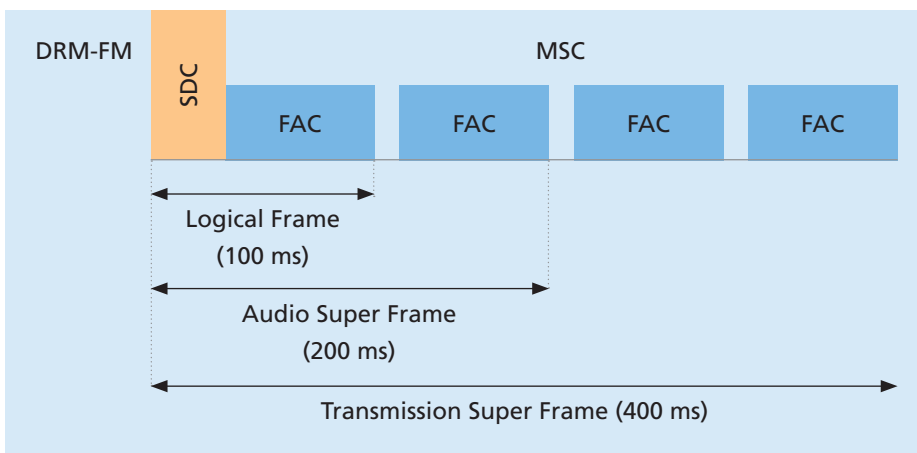 DRM-FM
MSC
SDC
FAC
FAC
FAC
FAC
Logical Frame
(100 ms)
Audio Super Frame
(200 ms)
Transmission Super Frame (400 ms)